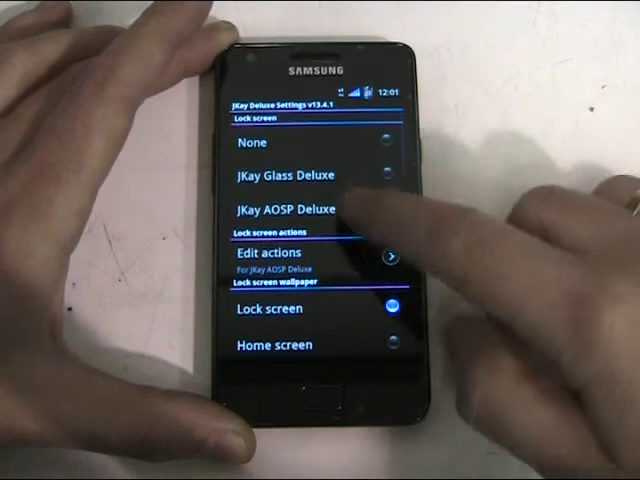 SAMSUNG
12:01
JKay Deluxe Settings v13.4.1
Lock screen
None
JKay Glass Deluxe
JKay AOSP Deluxe
Lock screen actions
Edit actions
For JKay AOSP Deluxe
Lock screen wallpaper
Lock screen
Home screen